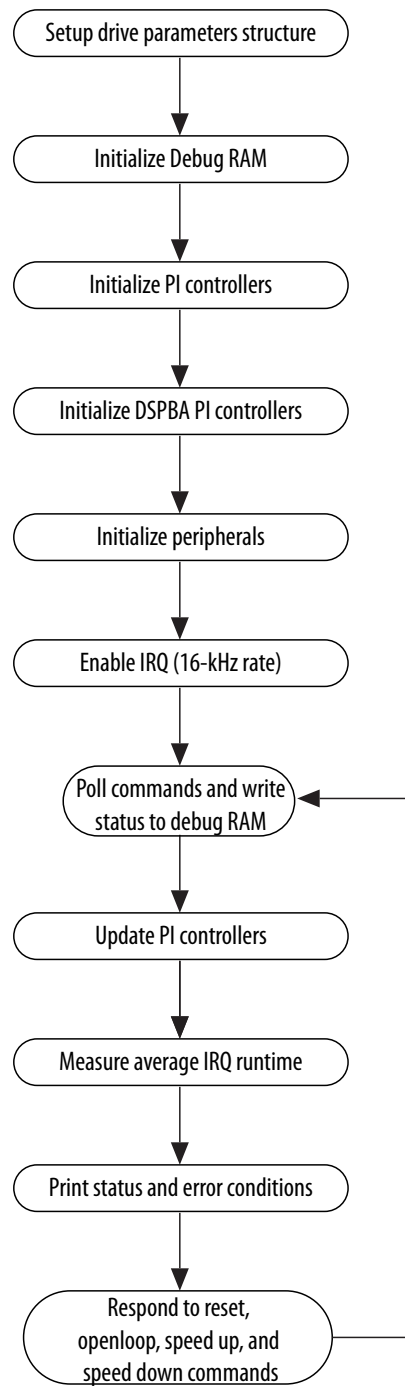 Setup drive parameters structure
Initialize Debug RAM
Initialize PI controllers
Initialize DSPBA PI controllers
Initialize peripherals
Enable IRQ (16-kHz rate)
Poll commands and write
status to debug RAM
Update PI controllers
Measure average IRQ runtime
Print status and error conditions
Respond to reset,
openloop, speed up, and
speed down commands